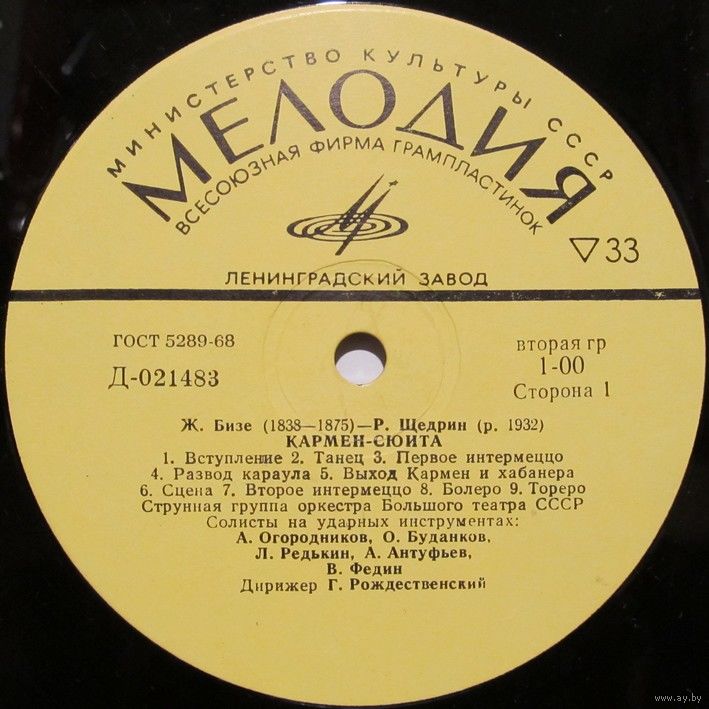 МИНИСТЕРСТВО КУЛЬТУРЫ СССР
МЕЛОДИЯ
ВСЕСОЮЗНАЯ ФИРМА ГРАМПЛАСТИНОК
▽33
ЛЕНИНГРАДСКИЙ ЗАВОД
ГОСТ 5289-68
Д-021483
вторая гр
1-00
Сторона 1
Ж. Бизе (1838—1875)—Р. Щедрин (р. 1932)
КАРМЕН-СЮИТА
1. Вступление 2. Танец 3. Первое интермеццо
4. Развод караула 5. Выход Кармен и хабанера
6. Сцена 7. Второе интермеццо 8. Болеро 9. Тореро
Струнная группа оркестра Большого театра СССР
Солисты на ударных инструментах:
А. Огородников, О. Буданков,
Л. Редькин, А. Антуфьев,
В. Федин
Дирижер Г. Рождественский
www.ay.by